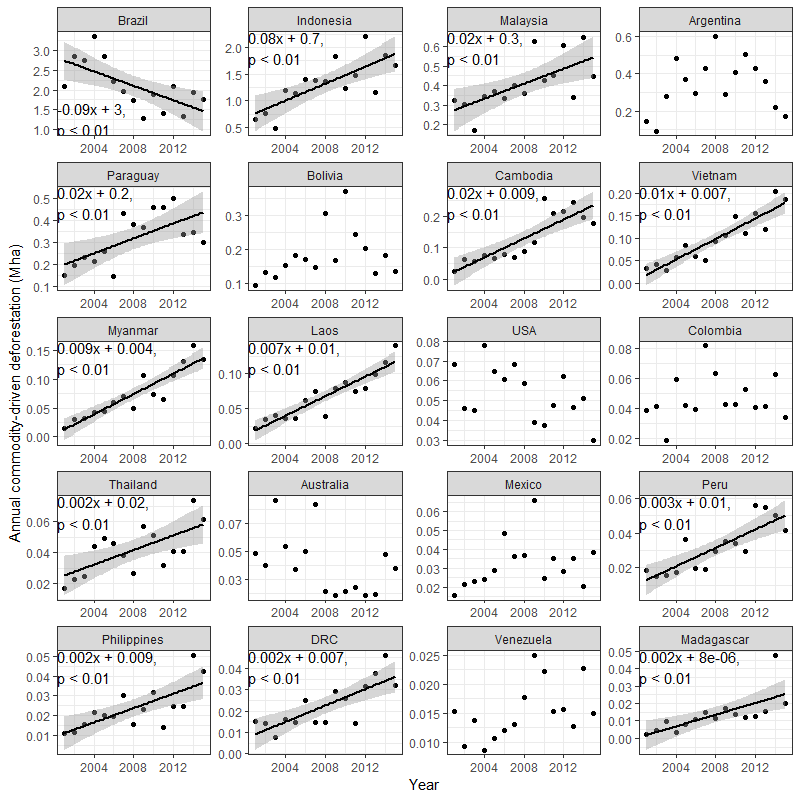 Brazil
Indonesia
Malaysia
Argentina
3.0
2.5
2.0
1.5
1.0
-0.09x + 3,
p < 0.01
2.0
1.5
1.0
0.5
0.08x + 0.7,
p < 0.01
0.6
0.5
0.4
0.3
0.2
0.02x + 0.3,
p < 0.01
0.6
0.4
0.2
2004 2008 2012
2004 2008 2012
2004 2008 2012
2004 2008 2012
Paraguay
Bolivia
Cambodia
Vietnam
0.5
0.4
0.3
0.2
0.1
0.02x + 0.2,
p < 0.01
0.3
0.2
0.1
0.2
0.1
0.0
0.02x + 0.009,
p < 0.01
0.20
0.15
0.10
0.05
0.00
0.01x + 0.007,
p < 0.01
2004 2008 2012
2004 2008 2012
2004 2008 2012
2004 2008 2012
Annual commodity-driven deforestation (Mha)
Myanmar
Laos
USA
Colombia
0.15
0.10
0.05
0.00
0.009x + 0.004,
p < 0.01
0.10
0.05
0.00
0.007x + 0.01,
p < 0.01
0.08
0.07
0.06
0.05
0.04
0.03
0.08
0.06
0.04
0.02
2004 2008 2012
2004 2008 2012
2004 2008 2012
2004 2008 2012
Thailand
Australia
Mexico
Peru
0.06
0.04
0.02
0.002x + 0.02,
p < 0.01
0.07
0.05
0.03
0.06
0.05
0.04
0.03
0.02
0.06
0.04
0.02
0.003x + 0.01,
p < 0.01
2004 2008 2012
2004 2008 2012
2004 2008 2012
2004 2008 2012
Philippines
DRC
Venezuela
Madagascar
0.05
0.04
0.03
0.02
0.01
0.002x + 0.009,
p < 0.01
0.04
0.03
0.02
0.01
0.00
0.002x + 0.007,
p < 0.01
0.025
0.020
0.015
0.010
0.05
0.04
0.03
0.02
0.01
0.00
0.002x + 8e-06,
p < 0.01
2004 2008 2012
2004 2008 2012
2004 2008 2012
2004 2008 2012
Year